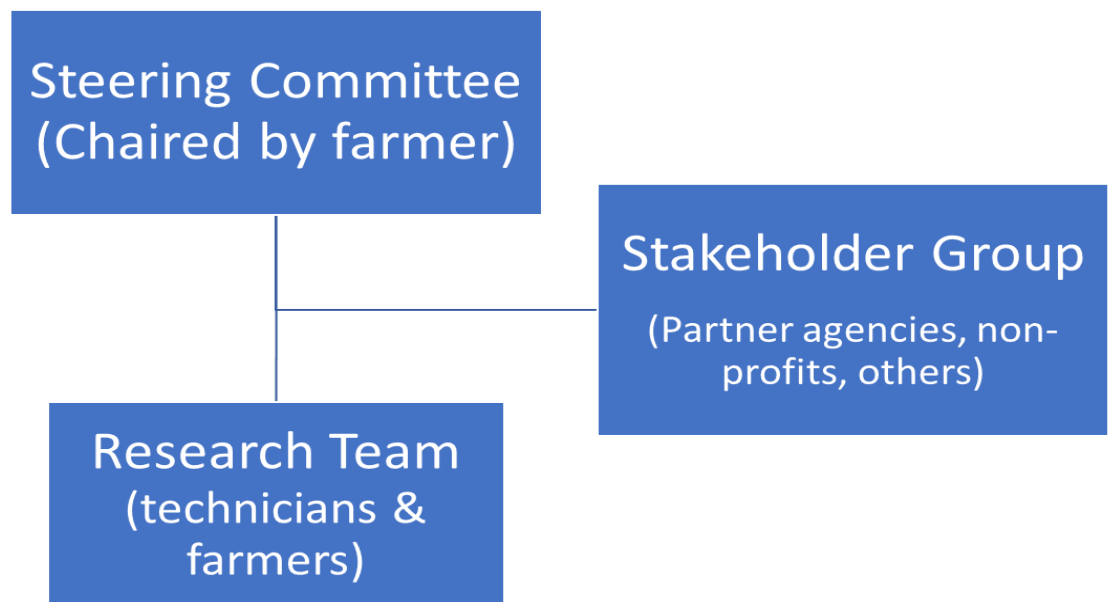 Steering Committee
(Chaired by farmer)
Stakeholder Group
(Partner agencies, non-
profits, others)
Research Team
(technicians &
farmers)